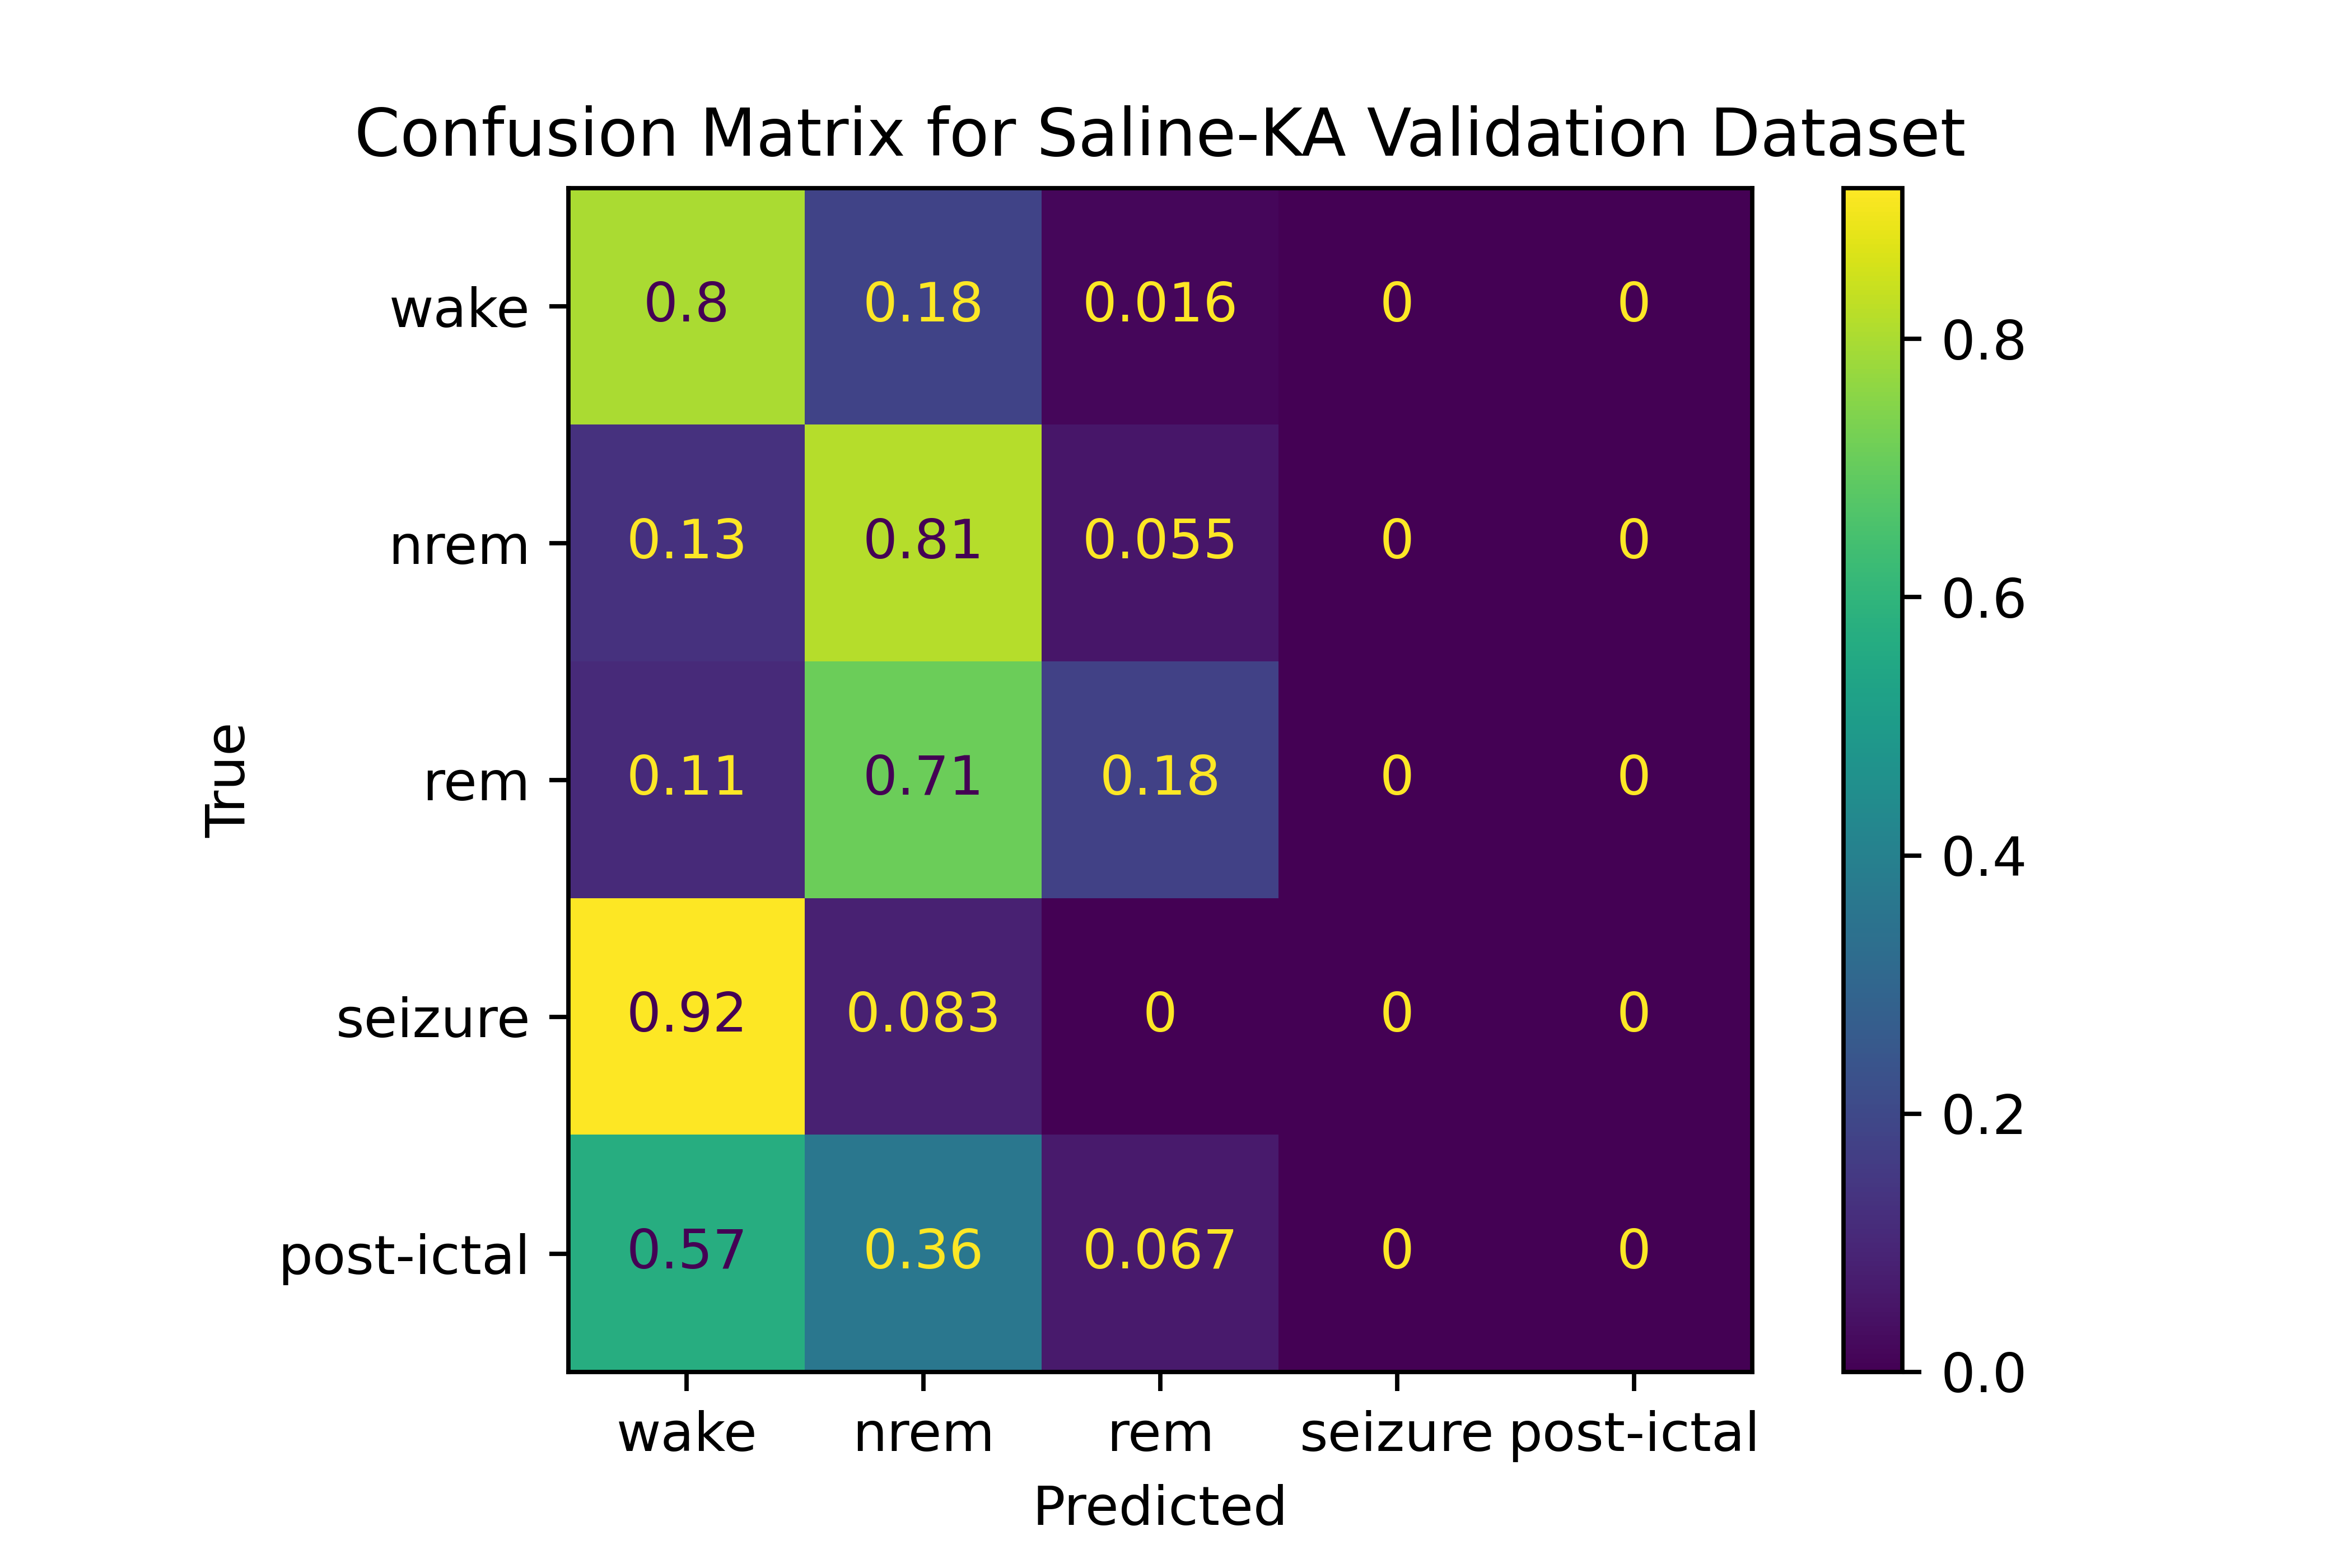 Confusion Matrix for Saline-KA Validation Dataset
True
wake 0.8 0.18 0.016 0 0
nrem 0.13 0.81 0.055 0 0
rem 0.11 0.71 0.18 0 0
seizure 0.92 0.083 0 0 0
post-ictal 0.57 0.36 0.067 0 0
wake nrem rem seizure post-ictal
Predicted
0.8
0.6
0.4
0.2
0.0